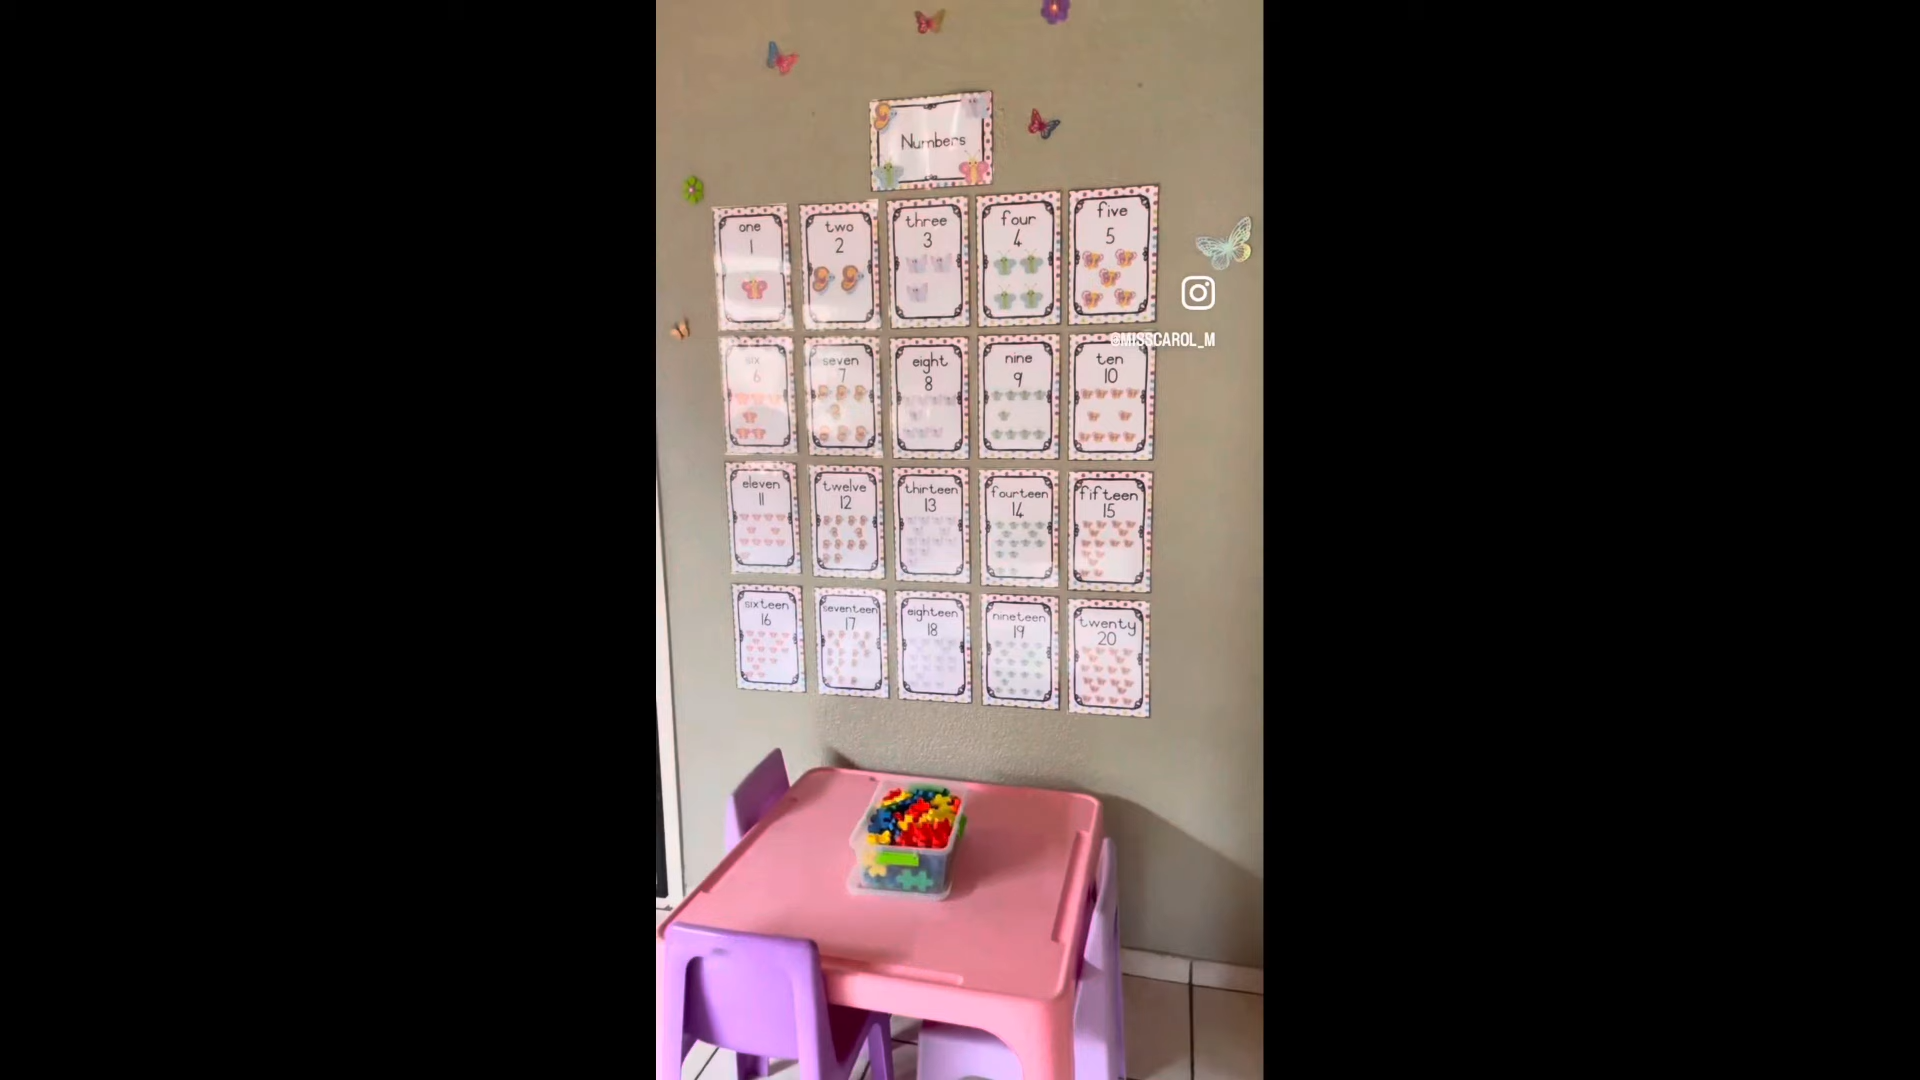 Numbers
one
1
two
2
three
3
four
4
five
5
@MISSCAROL_M
six
6
seven
7
eight
8
nine
9
ten
10
eleven
11
twelve
12
thirteen
13
fourteen
14
fifteen
15
sixteen
16
seventeen
17
eighteen
18
nineteen
19
twenty
20